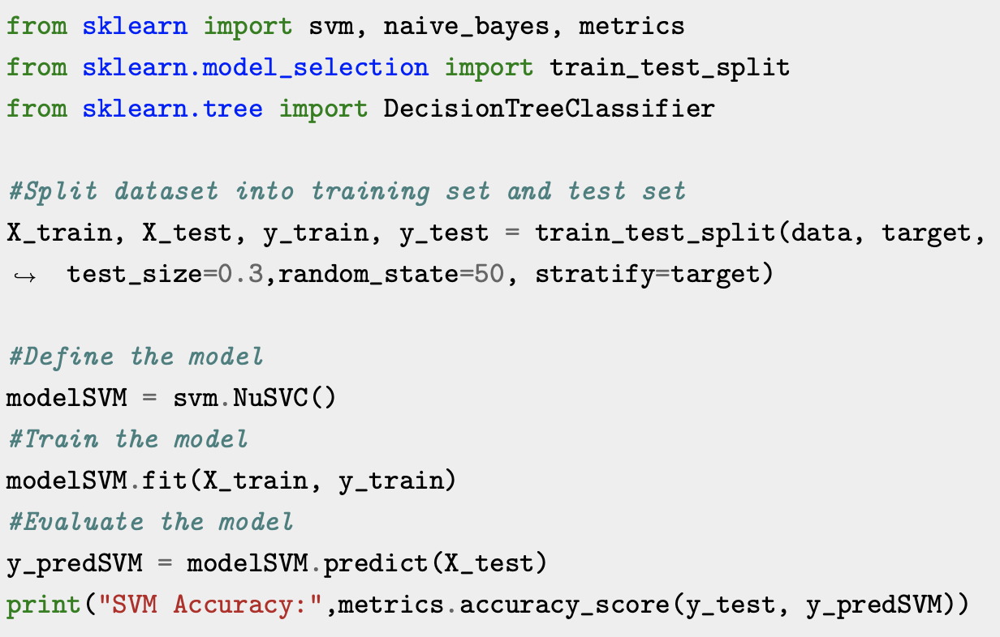 from sklearn import svm, naive_bayes, metrics
from sklearn.model_selection import train_test_split
from sklearn.tree import DecisionTreeClassifier
#Split dataset into training set and test set
X_train, X_test, y_train, y_test = train_test_split(data, target,
↪ test_size=0.3,random_state=50, stratify=target)
#Define the model
modelSVM = svm.NuSVC()
#Train the model
modelSVM.fit(X_train, y_train)
#Evaluate the model
y_predSVM = modelSVM.predict(X_test)
print("SVM Accuracy:",metrics.accuracy_score(y_test, y_predSVM))